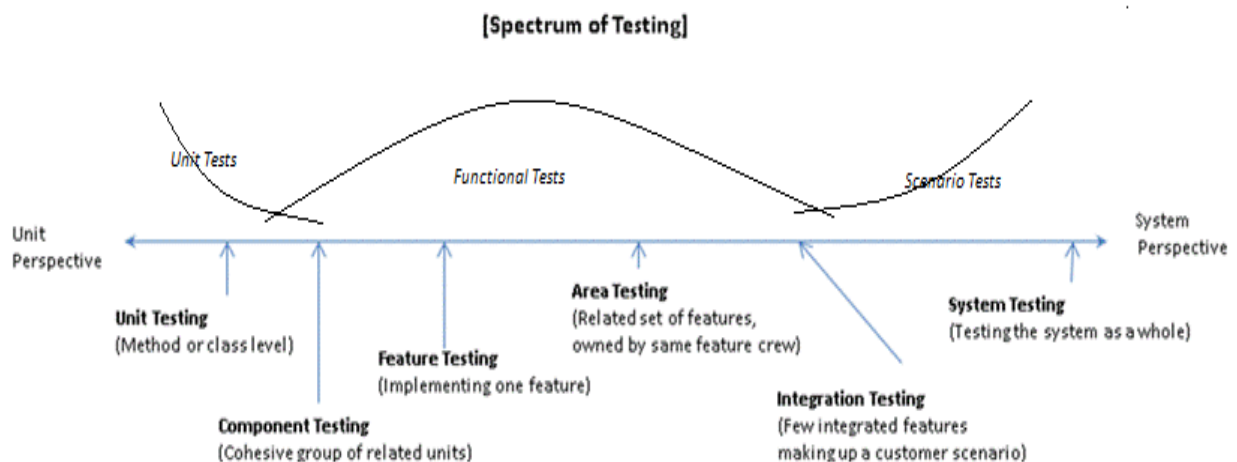 [Spectrum of Testing]
Unit Tests
Functional Tests
Scenario Tests
Unit
Perspective
System
Perspective
Unit Testing
(Method or class level)
Component Testing
(Cohesive group of related units)
Feature Testing
(Implementing one feature)
Area Testing
(Related set of features,
owned by same feature crew)
Integration Testing
(Few integrated features
making up a customer scenario)
System Testing
(Testing the system as a whole)